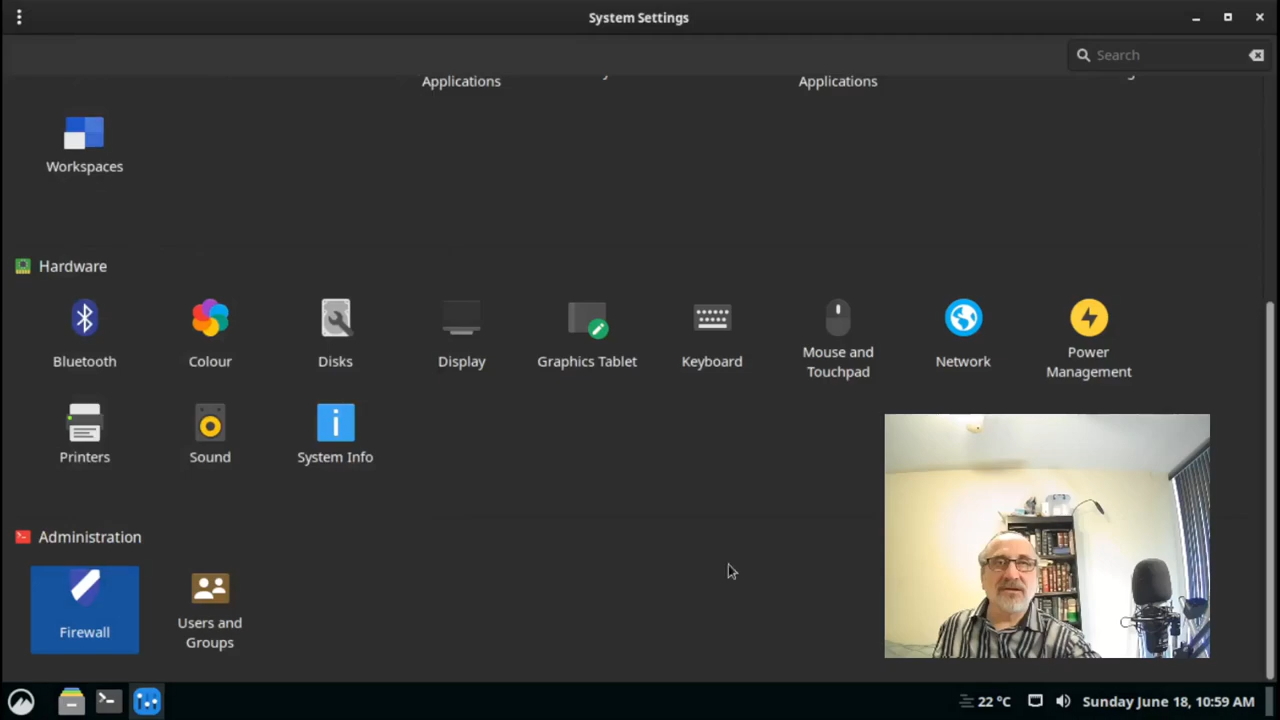 System Settings
Search
Applications
Applications
Workspaces
Hardware
Bluetooth
Colour
Disks
Display
Graphics Tablet
Keyboard
Mouse and
Touchpad
Network
Power
Management
Printers
Sound
System Info
Administration
Firewall
Users and
Groups
22 °C
Sunday June 18, 10:59 AM